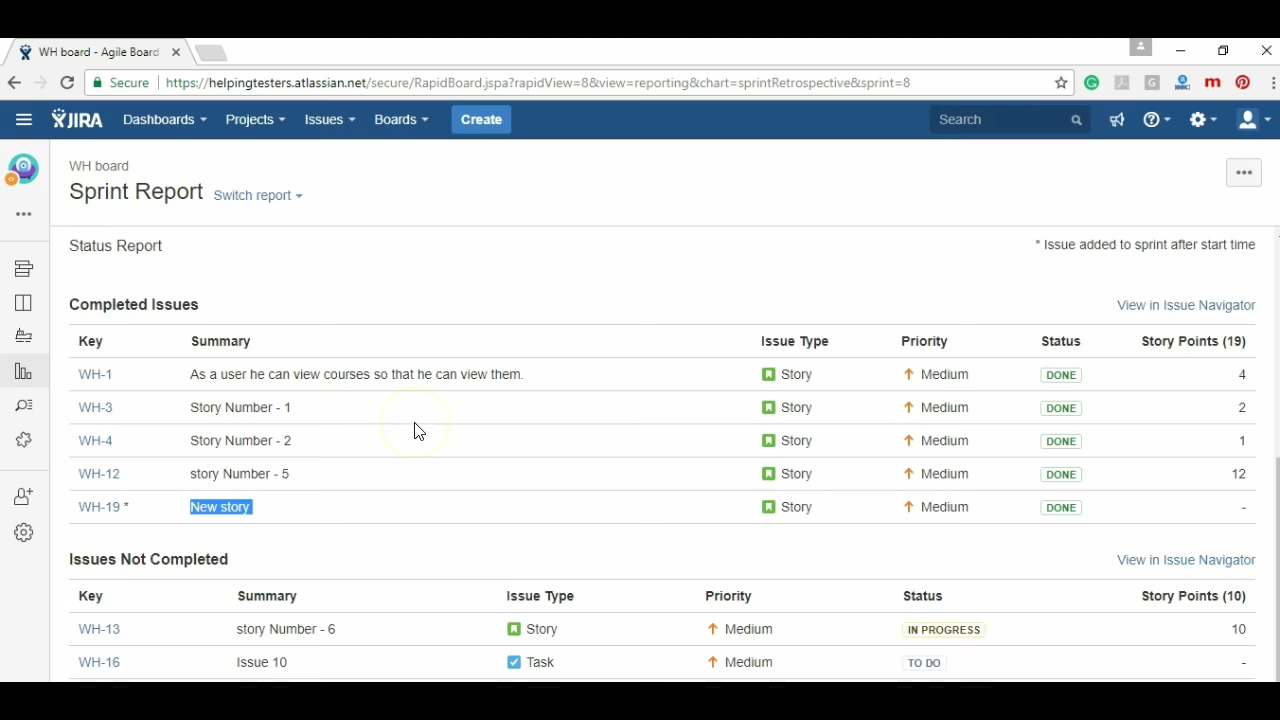 WH board - Agile Board
Secure https://helpingtesters.atlassian.net/secure/RapidBoard.jspa?rapidView=8&view=reporting&chart=sprintRetrospective&sprint=8
JIRA Dashboards Projects Issues Boards Create Search
WH board
Sprint Report Switch report
Status Report * Issue added to sprint after start time
Completed Issues View in Issue Navigator
Key Summary Issue Type Priority Status Story Points (19)
WH-1 As a user he can view courses so that he can view them. Story Medium DONE 4
WH-3 Story Number - 1 Story Medium DONE 2
WH-4 Story Number - 2 Story Medium DONE 1
WH-12 story Number - 5 Story Medium DONE 12
WH-19 * New story Story Medium DONE -
Issues Not Completed View in Issue Navigator
Key Summary Issue Type Priority Status Story Points (10)
WH-13 story Number - 6 Story Medium IN PROGRESS 10
WH-16 Issue 10 Task Medium TO DO -